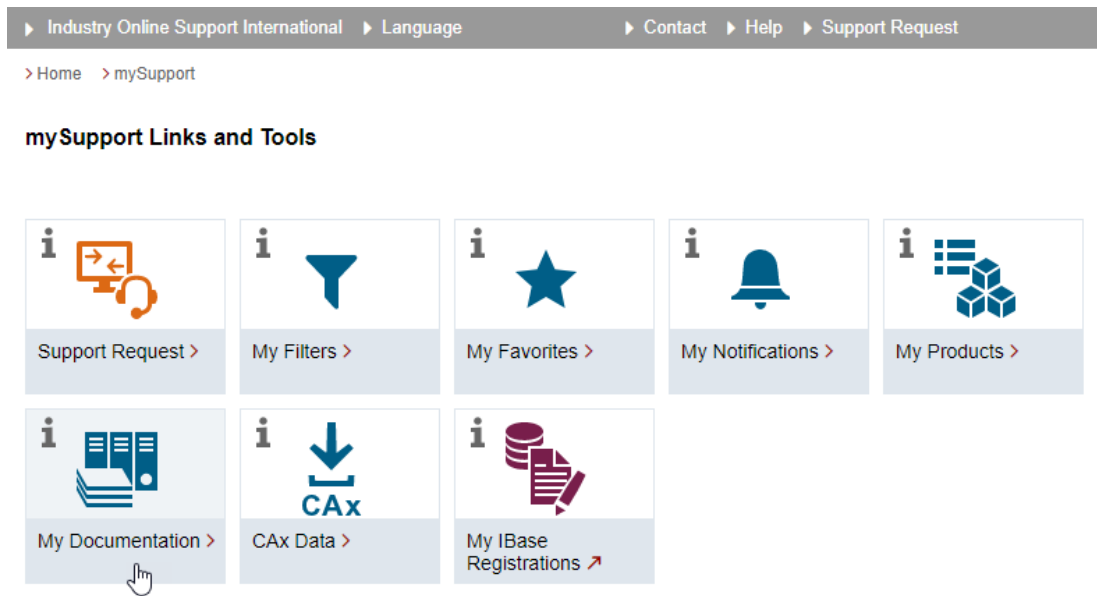 Industry Online Support International Language Contact Help Support Request
Home mySupport
mySupport Links and Tools
Support Request
My Filters
My Favorites
My Notifications
My Products
My Documentation
CAx
CAx Data
My IBase
Registrations